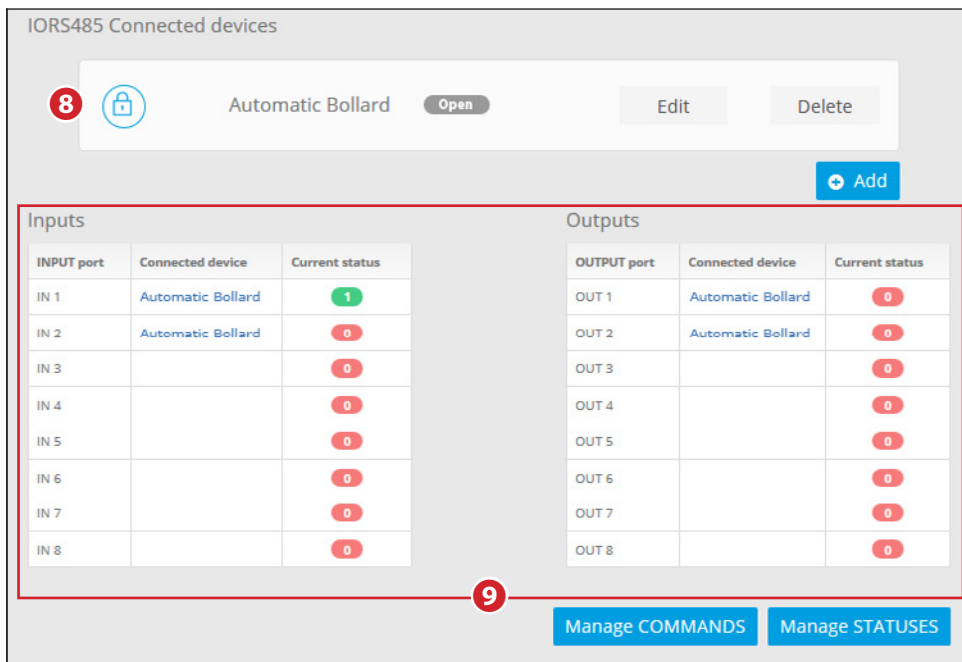 IORS485 Connected devices
8 Automatic Bollard Open Edit Delete
Add
Inputs Outputs
INPUT port Connected device Current status OUTPUT port Connected device Current status
IN 1 Automatic Bollard 1 OUT 1 Automatic Bollard 0
IN 2 Automatic Bollard 0 OUT 2 Automatic Bollard 0
IN 3 0 OUT 3 0
IN 4 0 OUT 4 0
IN 5 0 OUT 5 0
IN 6 0 OUT 6 0
IN 7 0 OUT 7 0
IN 8 0 OUT 8 0
9
Manage COMMANDS Manage STATUSES